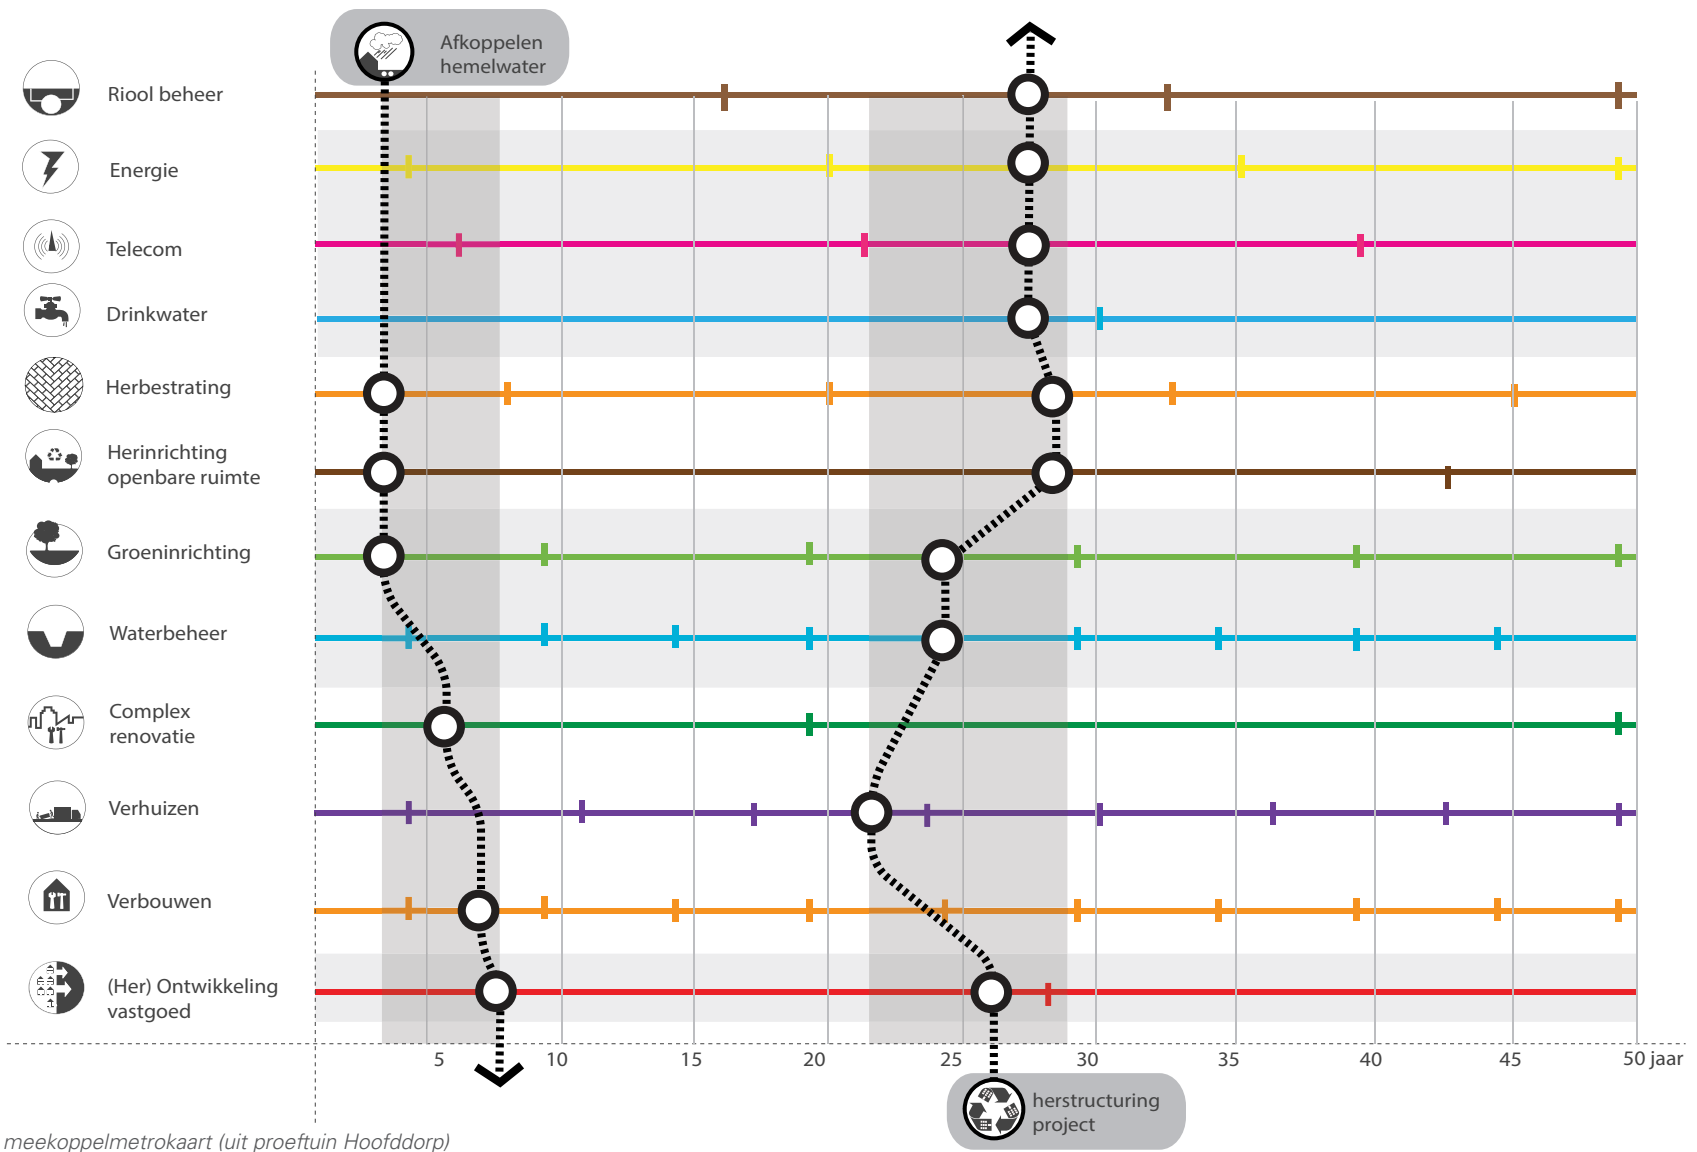 Afkoppelen
hemelwater
Riool beheer
Energie
Telecom
Drinkwater
Herbestrating
Herinrichting
openbare ruimte
Groeninrichting
Waterbeheer
Complex
renovatie
Verhuizen
Verbouwen
(Her) Ontwikkeling
vastgoed
5 10 15 20 25 30 35 40 45 50 jaar
herstructuring
project
meekoppelmetrokaart (uit proeftuin Hoofddorp)